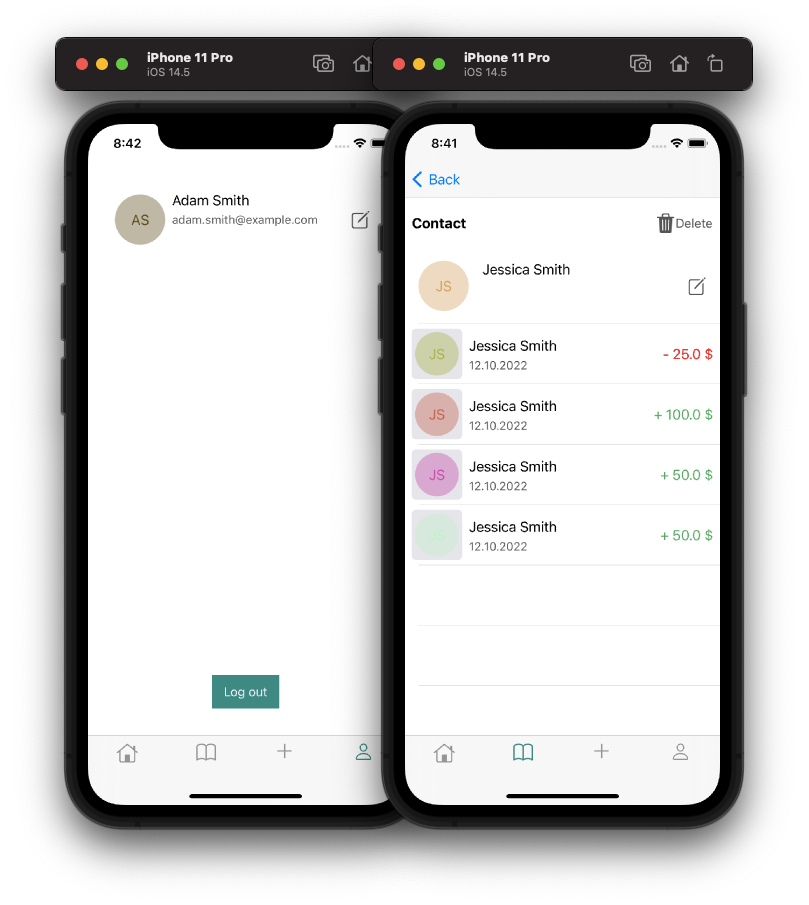 iPhone 11 Pro
iOS 14.5
8:42
AS
Adam Smith
adam.smith@example.com
Log out
iPhone 11 Pro
iOS 14.5
8:41
Back
Contact
Delete
JS
Jessica Smith
JS
Jessica Smith
12.10.2022
- 25.0 $
JS
Jessica Smith
12.10.2022
+ 100.0 $
JS
Jessica Smith
12.10.2022
+ 50.0 $
JS
Jessica Smith
12.10.2022
+ 50.0 $